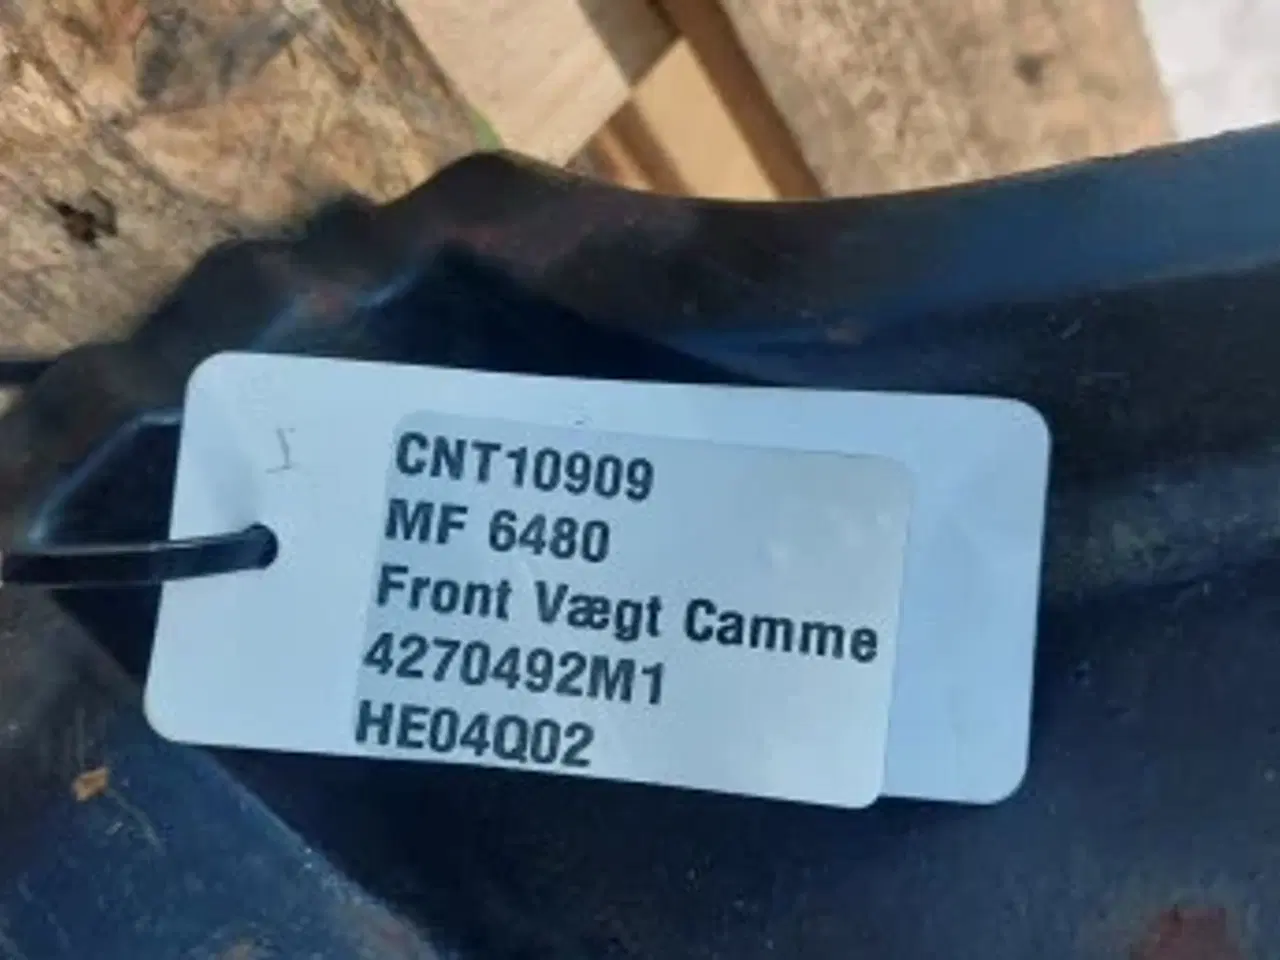 CNT10909
MF 6480
Front Vægt Camme
4270492M1
HE04Q02